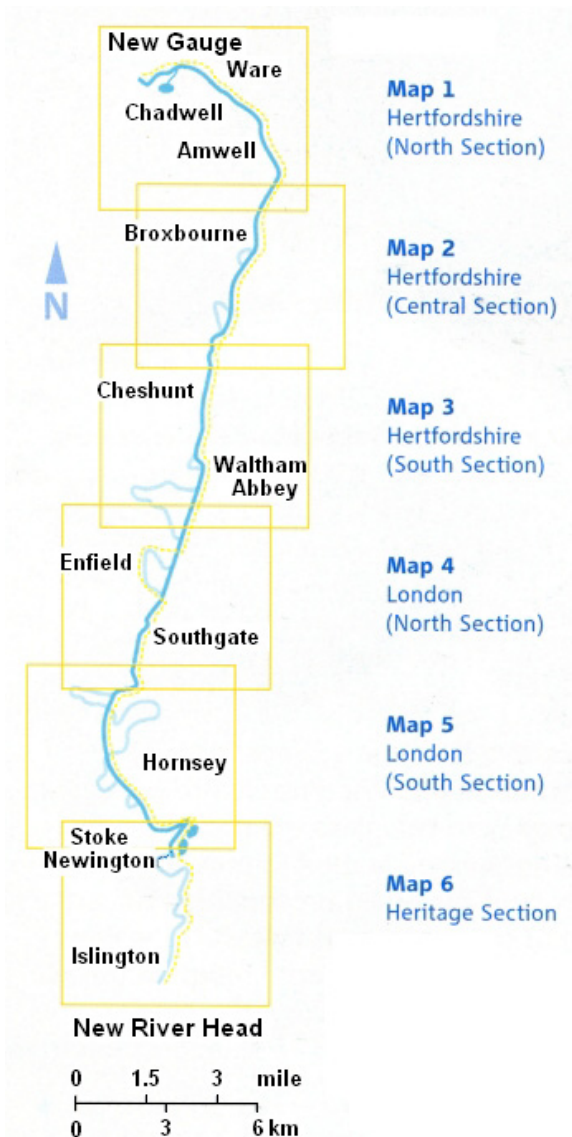 New Gauge
Ware
Chadwell
Amwell
Map 1
Hertfordshire
(North Section)
Broxbourne
N
Map 2
Hertfordshire
(Central Section)
Cheshunt
Waltham
Abbey
Map 3
Hertfordshire
(South Section)
Enfield
Southgate
Map 4
London
(North Section)
Hornsey
Map 5
London
(South Section)
Stoke
Newington
Islington
Map 6
Heritage Section
New River Head
0 1.5 3 mile
0 3 6 km